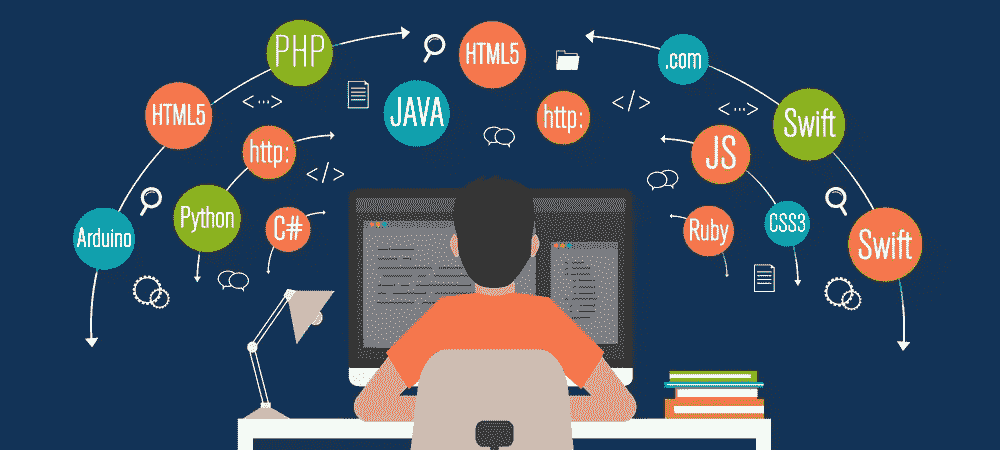 PHP
HTML5
.com
HTML5
JAVA
http:
Swift
http:
JS
Arduino
Python
C#
Ruby
CSS3
Swift